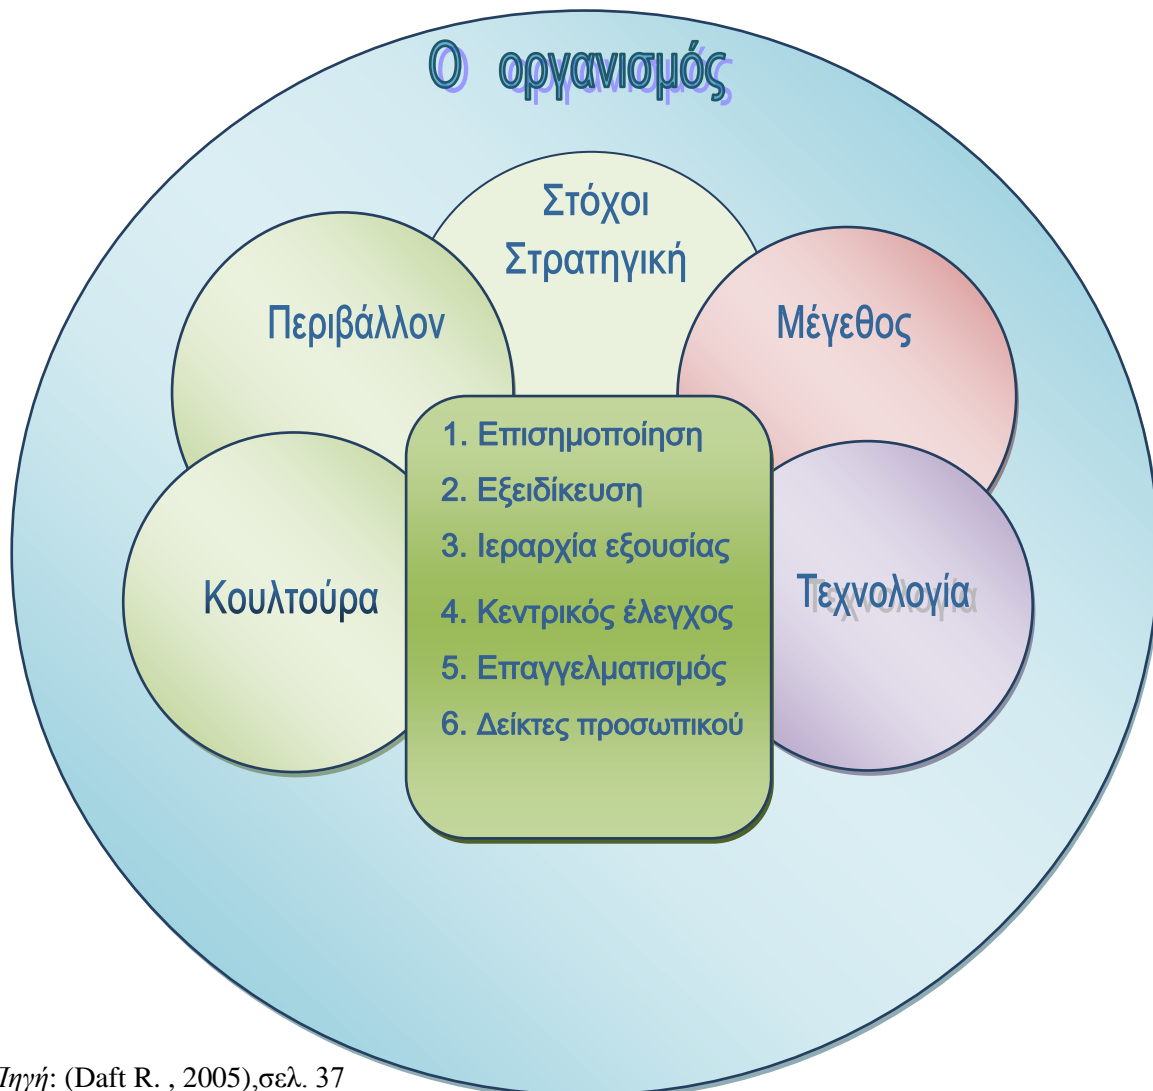 Ο οργανισμός
Στόχοι
Στρατηγική
Περιβάλλον
Μέγεθος
Κουλτούρα
1. Επισημοποίηση
2. Εξειδίκευση
3. Ιεραρχία εξουσίας
4. Κεντρικός έλεγχος
5. Επαγγελματισμός
6. Δείκτες προσωπικού
Τεχνολογία
Πηγή: (Daft R. , 2005),σελ. 37